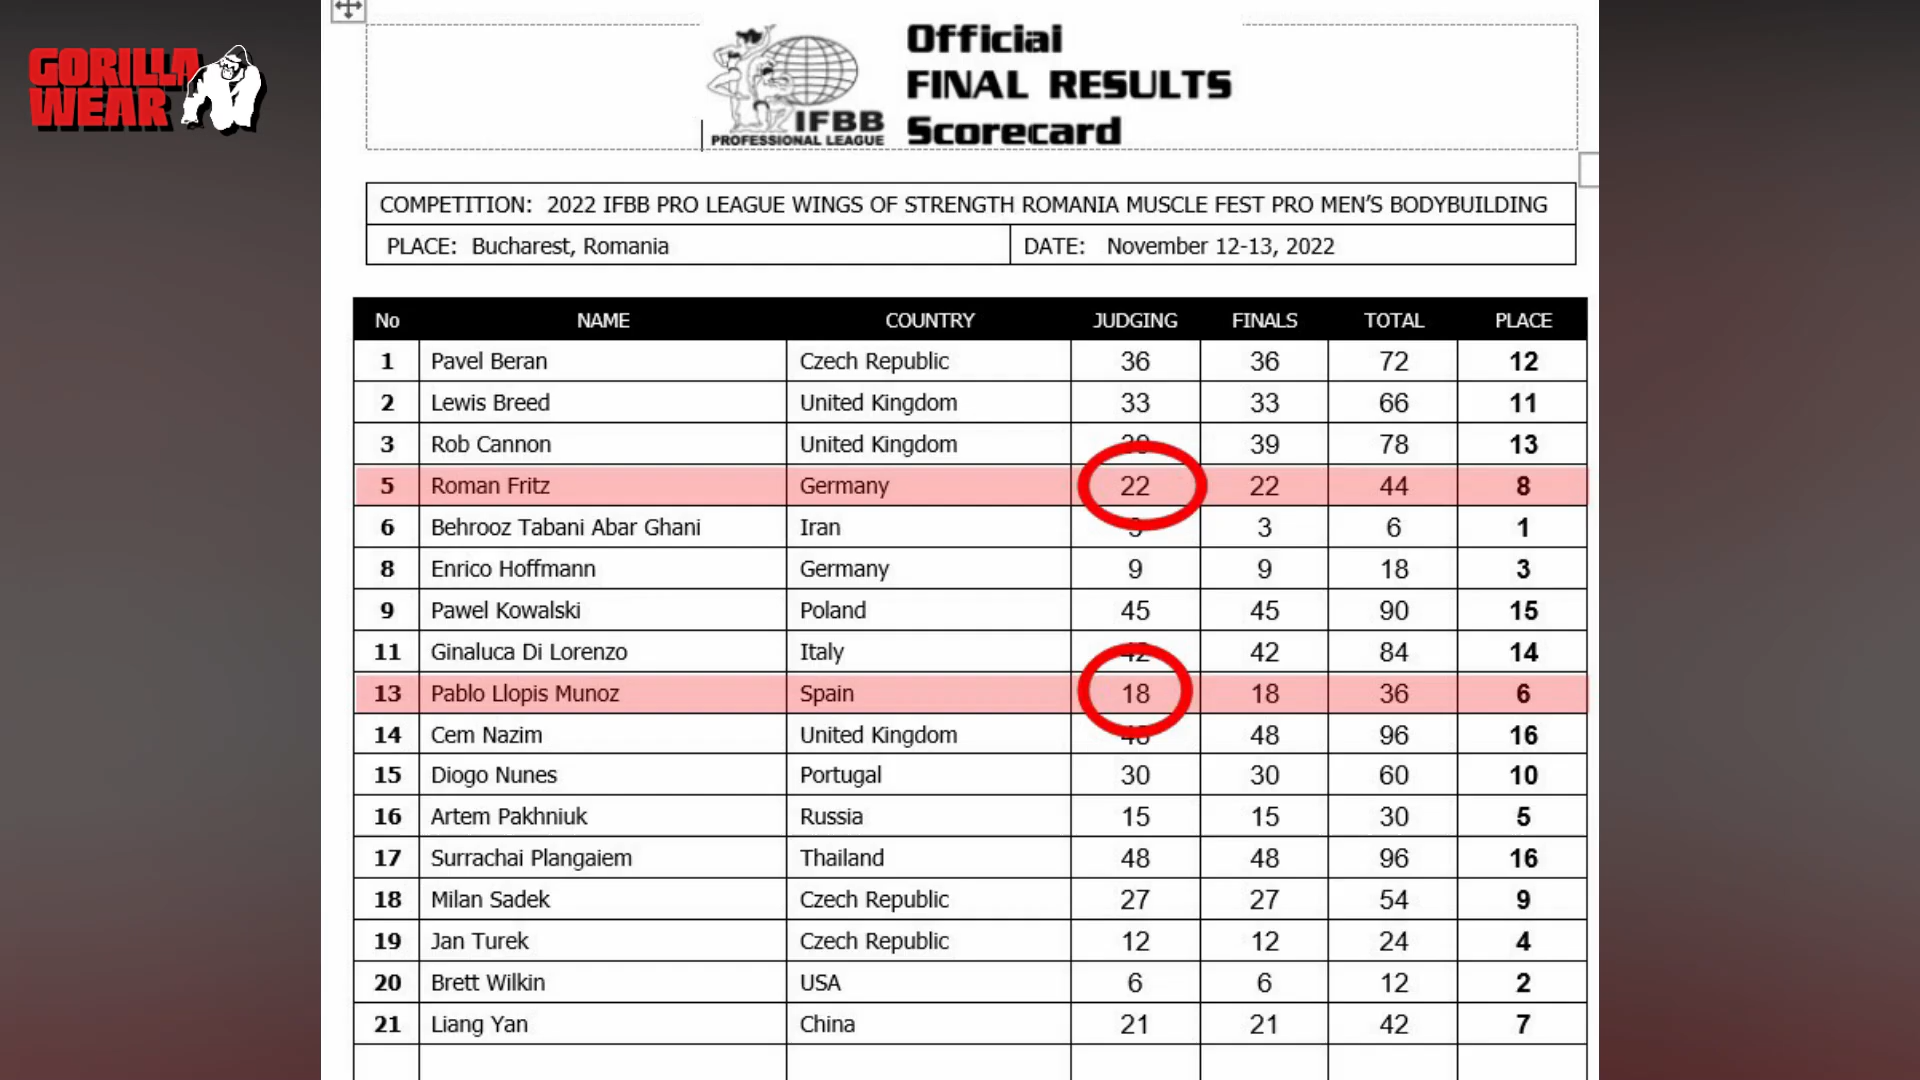 GORILLA
WEAR
Official
FINAL RESULTS
Scorecard
IFBB
PROFESSIONAL LEAGUE
COMPETITION: 2022 IFBB PRO LEAGUE WINGS OF STRENGTH ROMANIA MUSCLE FEST PRO MEN'S BODYBUILDING
PLACE: Bucharest, Romania DATE: November 12-13, 2022
No NAME COUNTRY JUDGING FINALS TOTAL PLACE
1 Pavel Beran Czech Republic 36 36 72 12
2 Lewis Breed United Kingdom 33 33 66 11
3 Rob Cannon United Kingdom 39 78 13
5 Roman Fritz Germany 22 22 44 8
6 Behrooz Tabani Abar Ghani Iran 3 6 1
8 Enrico Hoffmann Germany 9 9 18 3
9 Pawel Kowalski Poland 45 45 90 15
11 Ginaluca Di Lorenzo Italy 42 42 84 14
13 Pablo Llopis Munoz Spain 18 18 36 6
14 Cem Nazim United Kingdom 48 96 16
15 Diogo Nunes Portugal 30 30 60 10
16 Artem Pakhniuk Russia 15 15 30 5
17 Surrachai Plangaiem Thailand 48 48 96 16
18 Milan Sadek Czech Republic 27 27 54 9
19 Jan Turek Czech Republic 12 12 24 4
20 Brett Wilkin USA 6 6 12 2
21 Liang Yan China 21 21 42 7